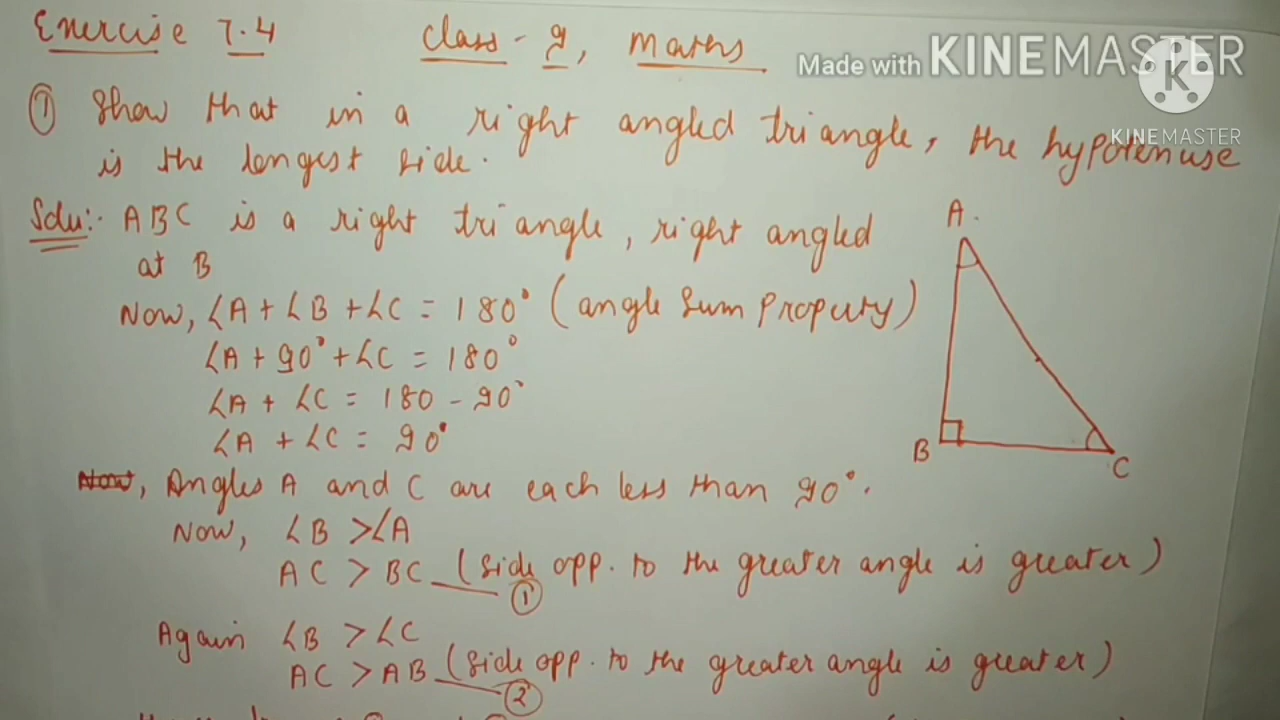 Exercise 7.4 Class - 9, Maths
Made with KINEMASTER
K
KINEMASTER
① Show that in a right angled triangle, the hypotenuse
is the longest side.
Solu:- ABC is a right triangle, right angled
at B
Now, ∠A + ∠B + ∠C = 180° (angle Sum Property)
∠A + 90° + ∠C = 180°
∠A + ∠C = 180 - 90°
∠A + ∠C = 90°
Angles A and C are each less than 90°.
Now, ∠B > ∠A
AC > BC (Side opp. to the greater angle is greater)
①
Again ∠B > ∠C
AC > AB (Side opp. to the greater angle is greater)
②
A
B
C